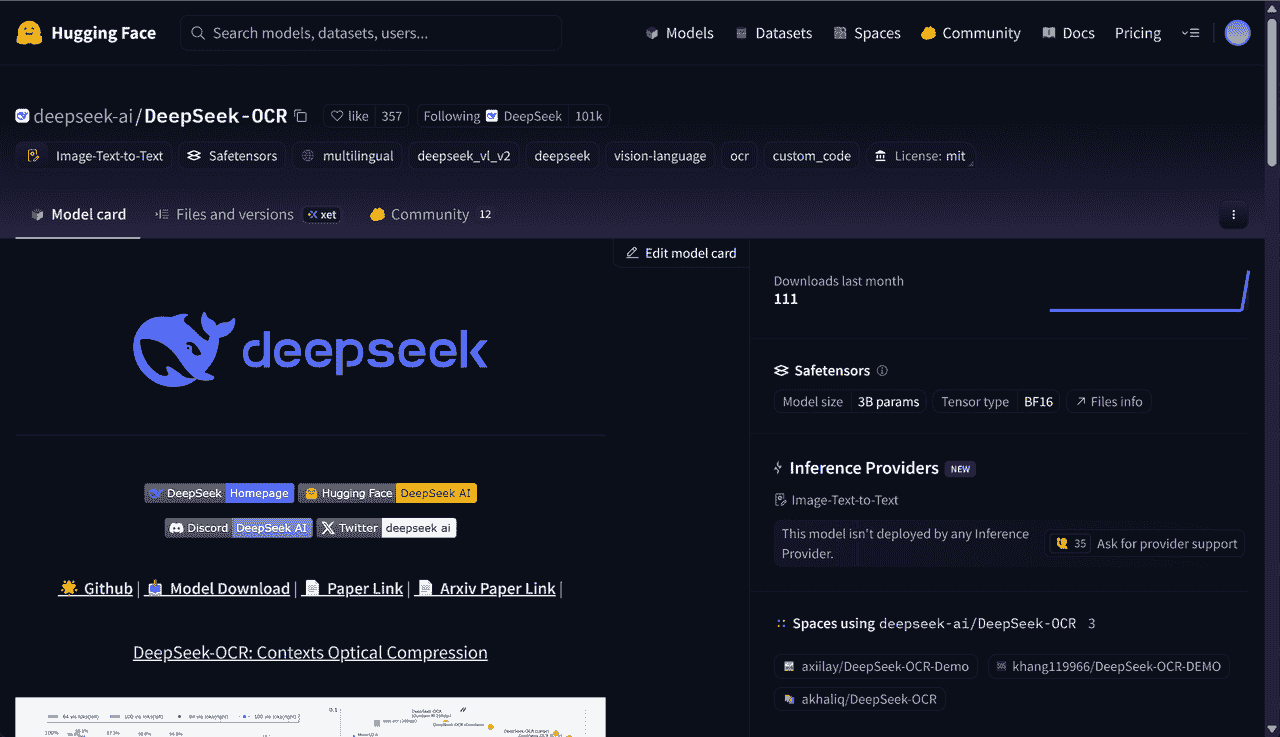 Hugging Face
Search models, datasets, users...
Models Datasets Spaces Community Docs Pricing
deepseek-ai/DeepSeek-OCR like 357 Following DeepSeek 101k
Image-Text-to-Text Safetensors multilingual deepseek_vl_v2 deepseek vision-language ocr custom_code License: mit
Model card Files and versions xet Community 12
Edit model card
deepseek
DeepSeek Homepage Hugging Face DeepSeek AI
Discord DeepSeek AI Twitter deepseek ai
Github | Model Download | Paper Link | Arxiv Paper Link |
DeepSeek-OCR: Contexts Optical Compression
Downloads last month
111
Safetensors
Model size 3B params Tensor type BF16 Files info
Inference Providers NEW
Image-Text-to-Text
This model isn't deployed by any Inference
Provider.
35 Ask for provider support
Spaces using deepseek-ai/DeepSeek-OCR 3
axiilay/DeepSeek-OCR-Demo khang119966/DeepSeek-OCR-DEMO
akhaliq/DeepSeek-OCR